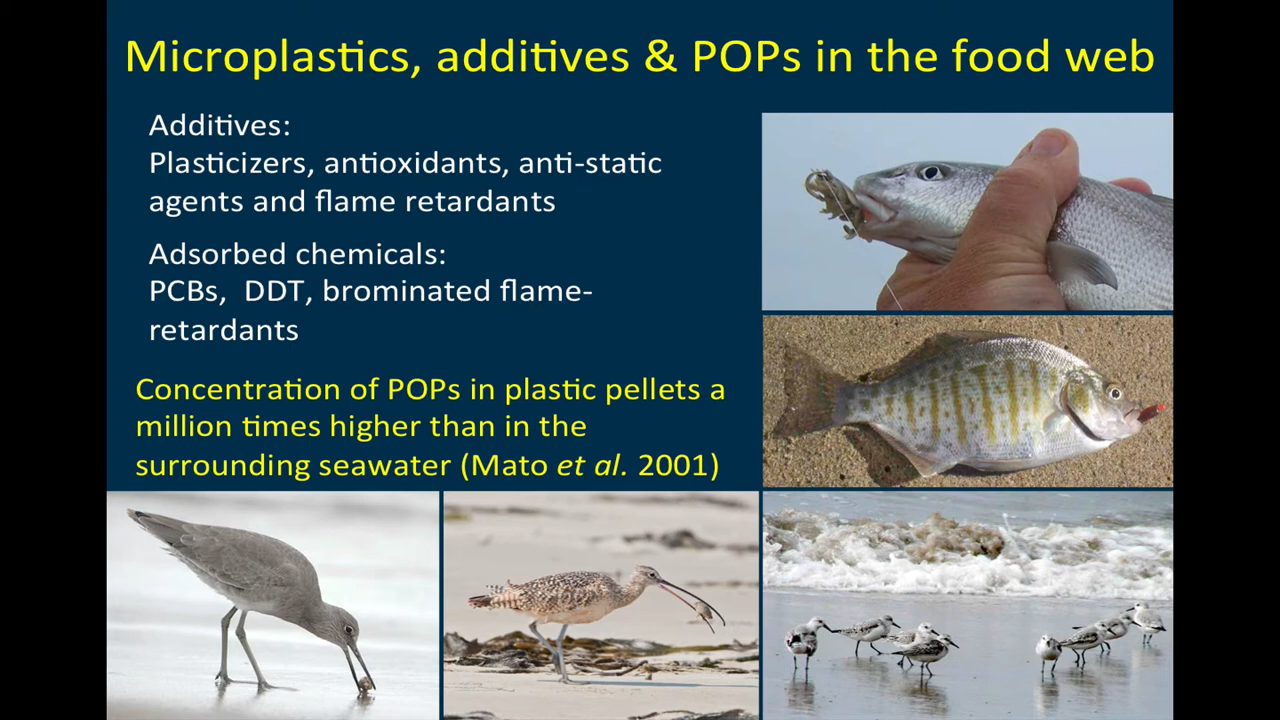 Microplastics, additives & POPs in the food web
Additives:
Plasticizers, antioxidants, anti-static
agents and flame retardants
Adsorbed chemicals:
PCBs,  DDT, brominated flame-
retardants
Concentration of POPs in plastic pellets a
million times higher than in the
surrounding seawater (Mato et al. 2001)